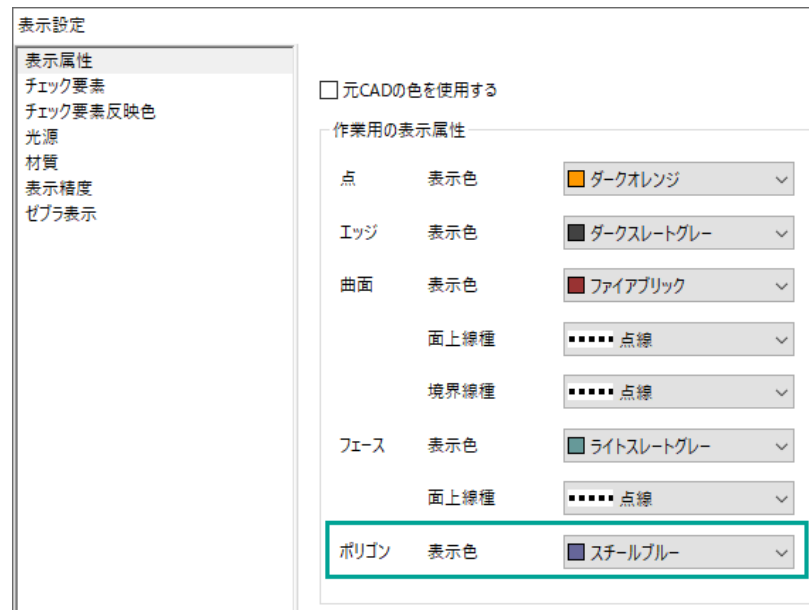 表示設定
表示属性
チェック要素
チェック要素反映色
光源
材質
表示精度
ゼブラ表示
元CADの色を使用する
作業用の表示属性
点 表示色 ダークオレンジ
エッジ 表示色 ダークスレートグレー
曲面 表示色 ファイアブリック
面上線種 点線
境界線種 点線
フェース 表示色 ライトスレートグレー
面上線種 点線
ポリゴン 表示色 スチールブルー